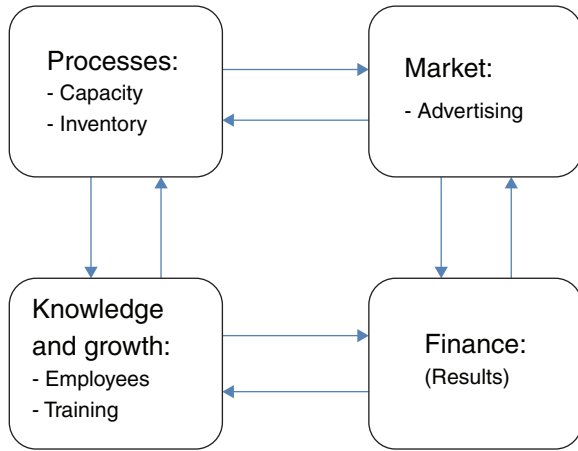 Processes:
- Capacity
- Inventory
Market:
- Advertising
Knowledge
and growth:
- Employees
- Training
Finance:
(Results)